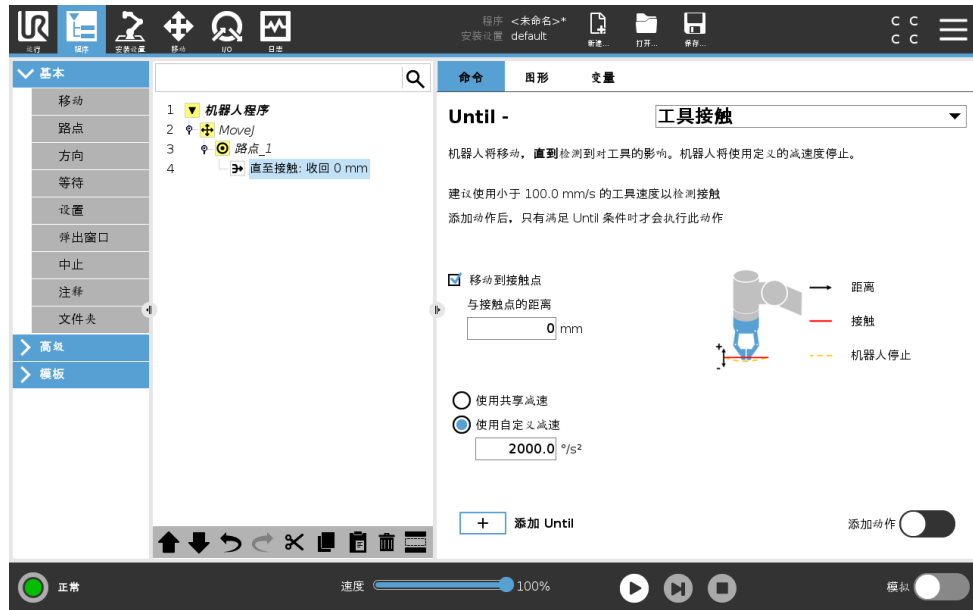 UR
运行
程序
安装设置
移动
I/O
日志
程序 <未命名>*
安装设置 default
新建...
打开...
保存...
C C
C C
基本
移动
路点
方向
等待
设置
弹出窗口
中止
注释
文件夹
高级
模板
1 机器人程序
2 MoveJ
3 路点_1
4 直至接触: 收回 0 mm
命令 图形 变量
Until - 工具接触
机器人将移动，直到检测到对工具的影响。机器人将使用定义的减速度停止。
建议使用小于 100.0 mm/s 的工具速度以检测接触
添加动作后，只有满足 Until 条件时才会执行此动作
移动到接触点
与接触点的距离
0 mm
距离
接触
机器人停止
+
-
使用共享减速
使用自定义减速
2000.0 °/s²
+ 添加 Until
添加动作
正常
速度 100%
模拟